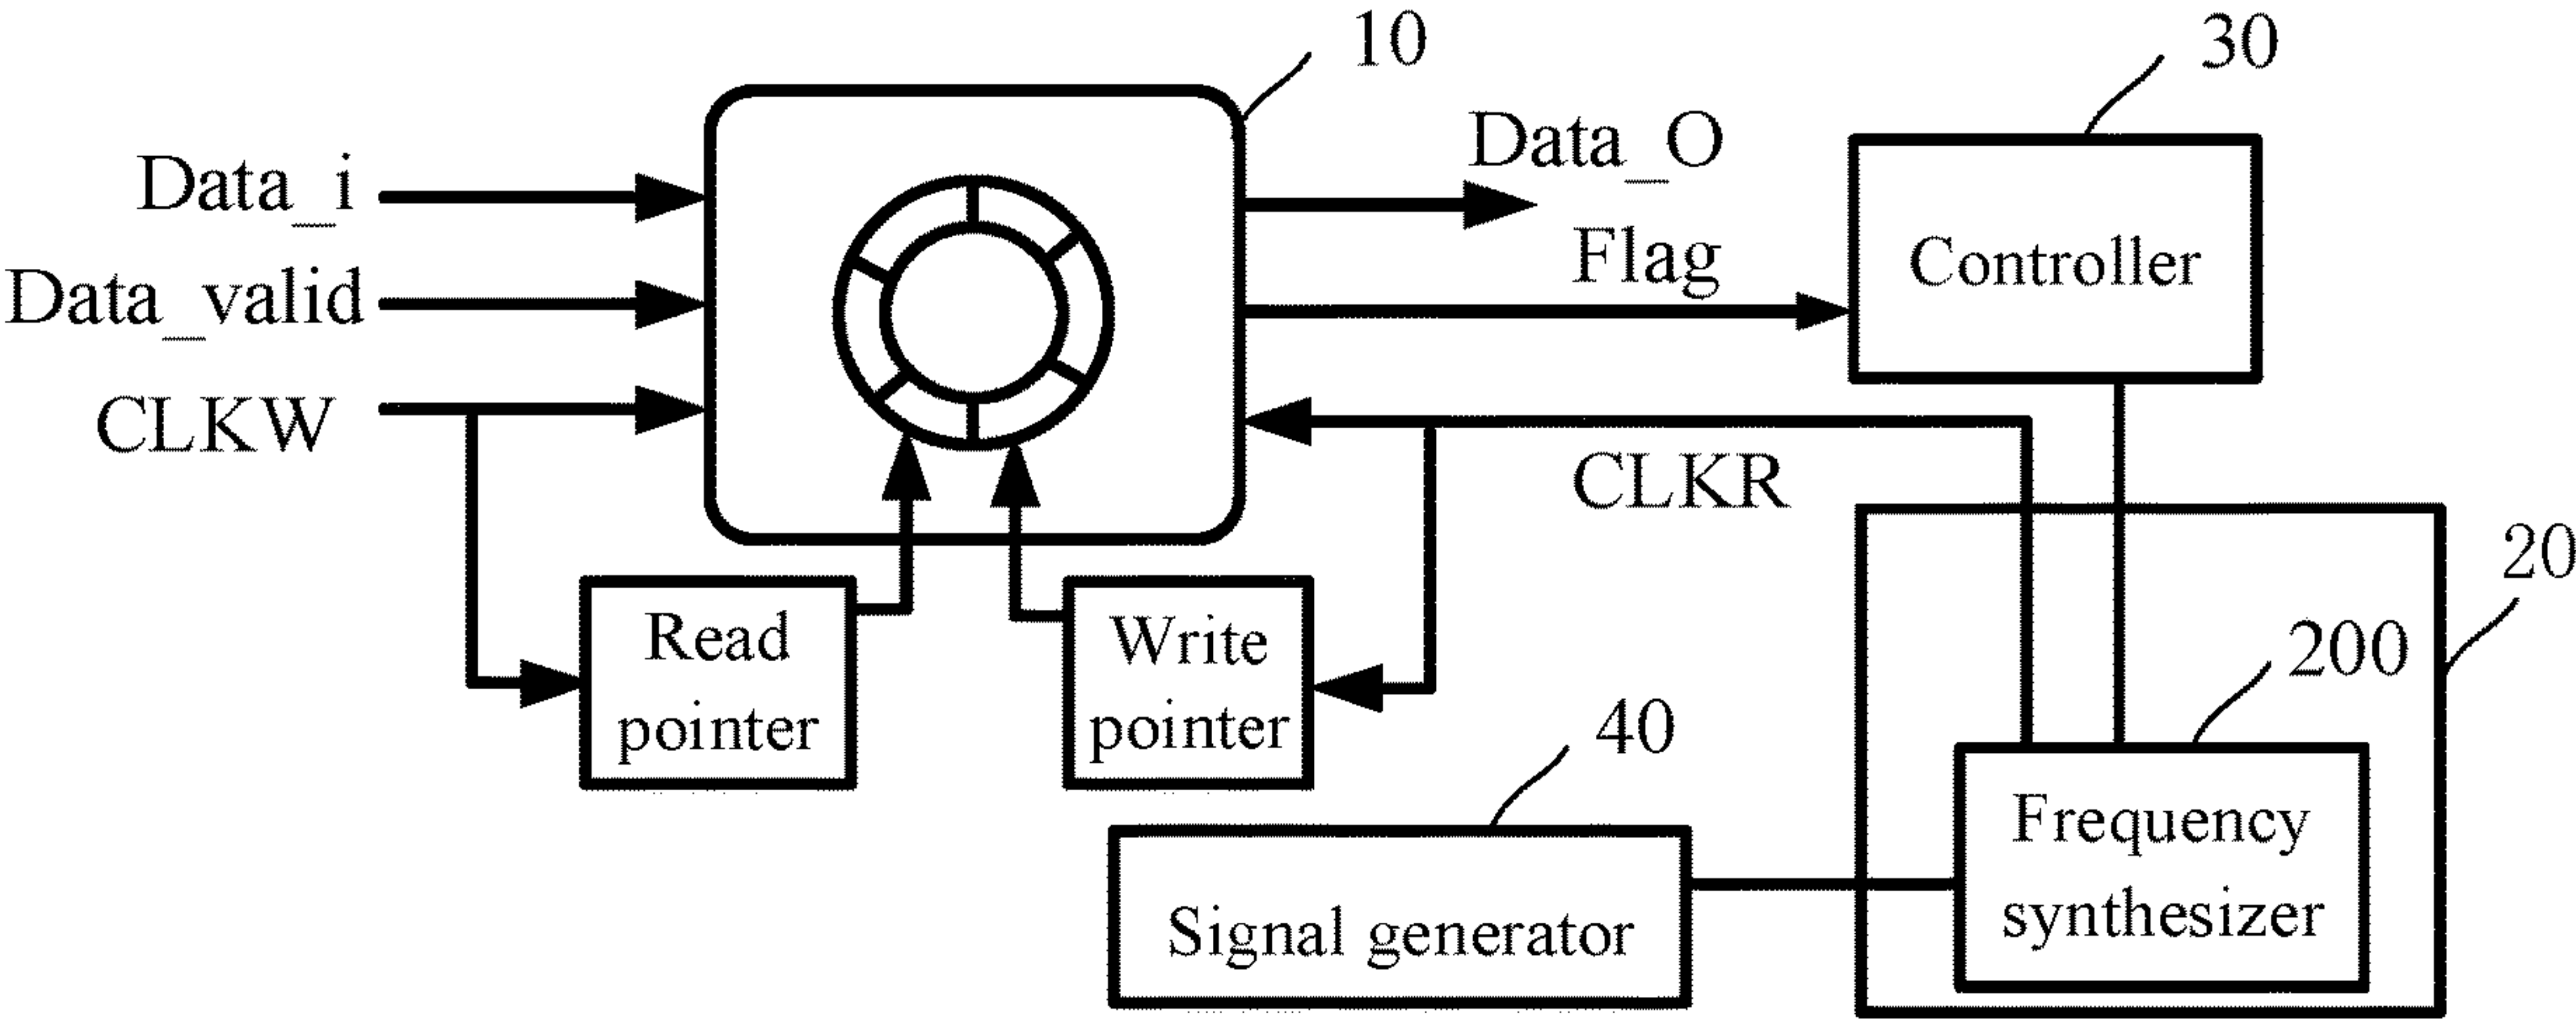 10
30
Data_i
Data_valid
CLKW
Data_O
Flag
Controller
CLKR
20
Read
pointer
Write
pointer
200
40
Frequency
synthesizer
Signal generator